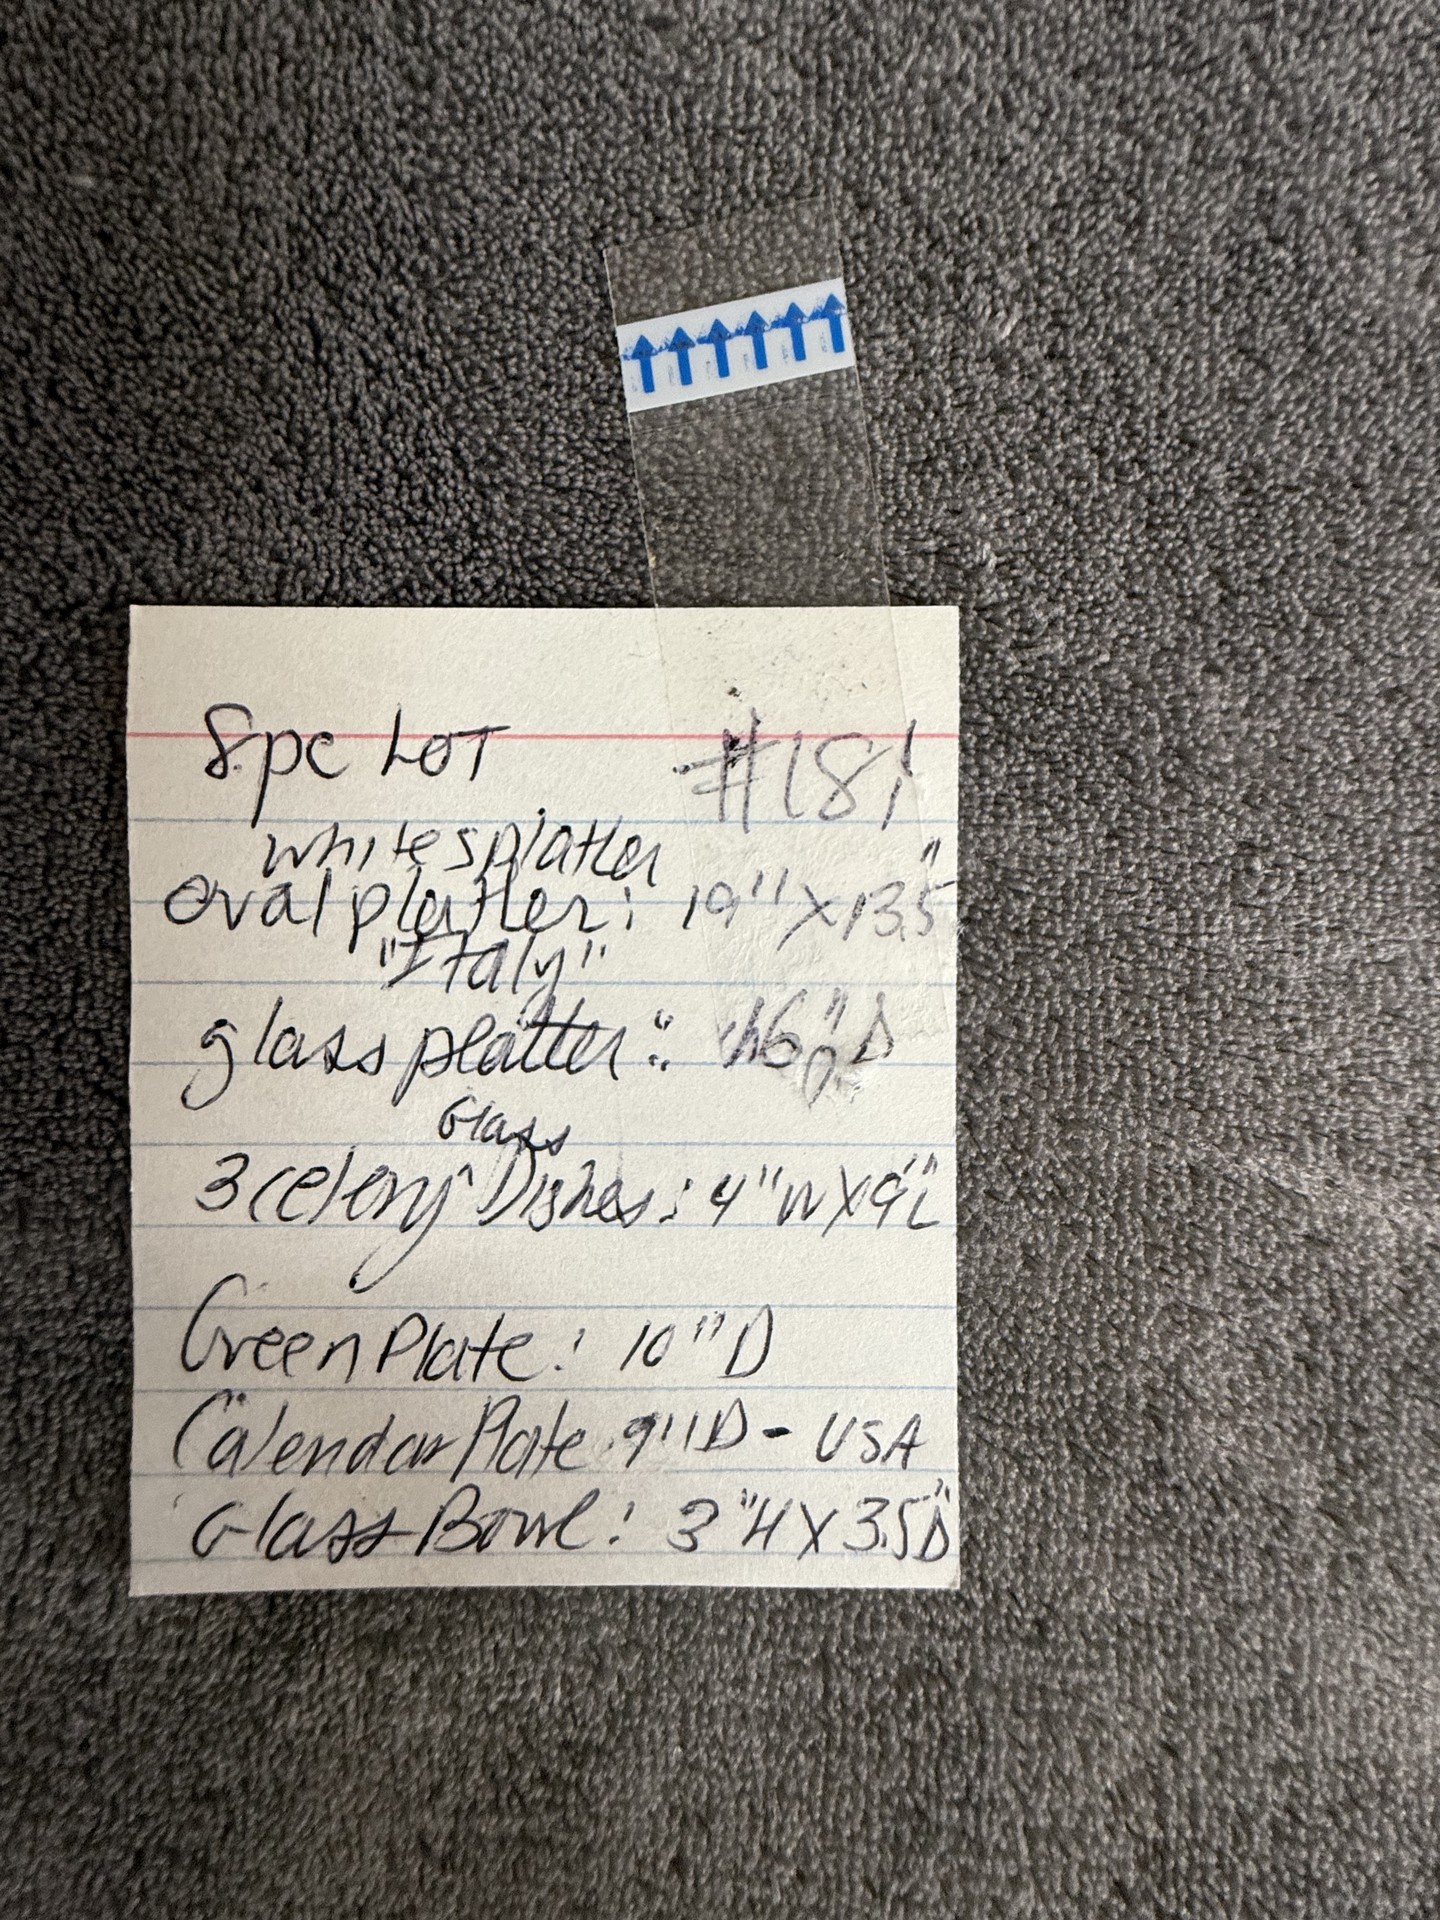 8pc LOT #181
white splatter
oval platter: 19" X 13.5"
"Italy"
glass platter: 16" D
Glass
3 celery ^ Dishes: 4" W X 9" L
Green Plate: 10" D
Calendar Plate 9" D - USA
Glass Bowl: 3" H X 3.5" D